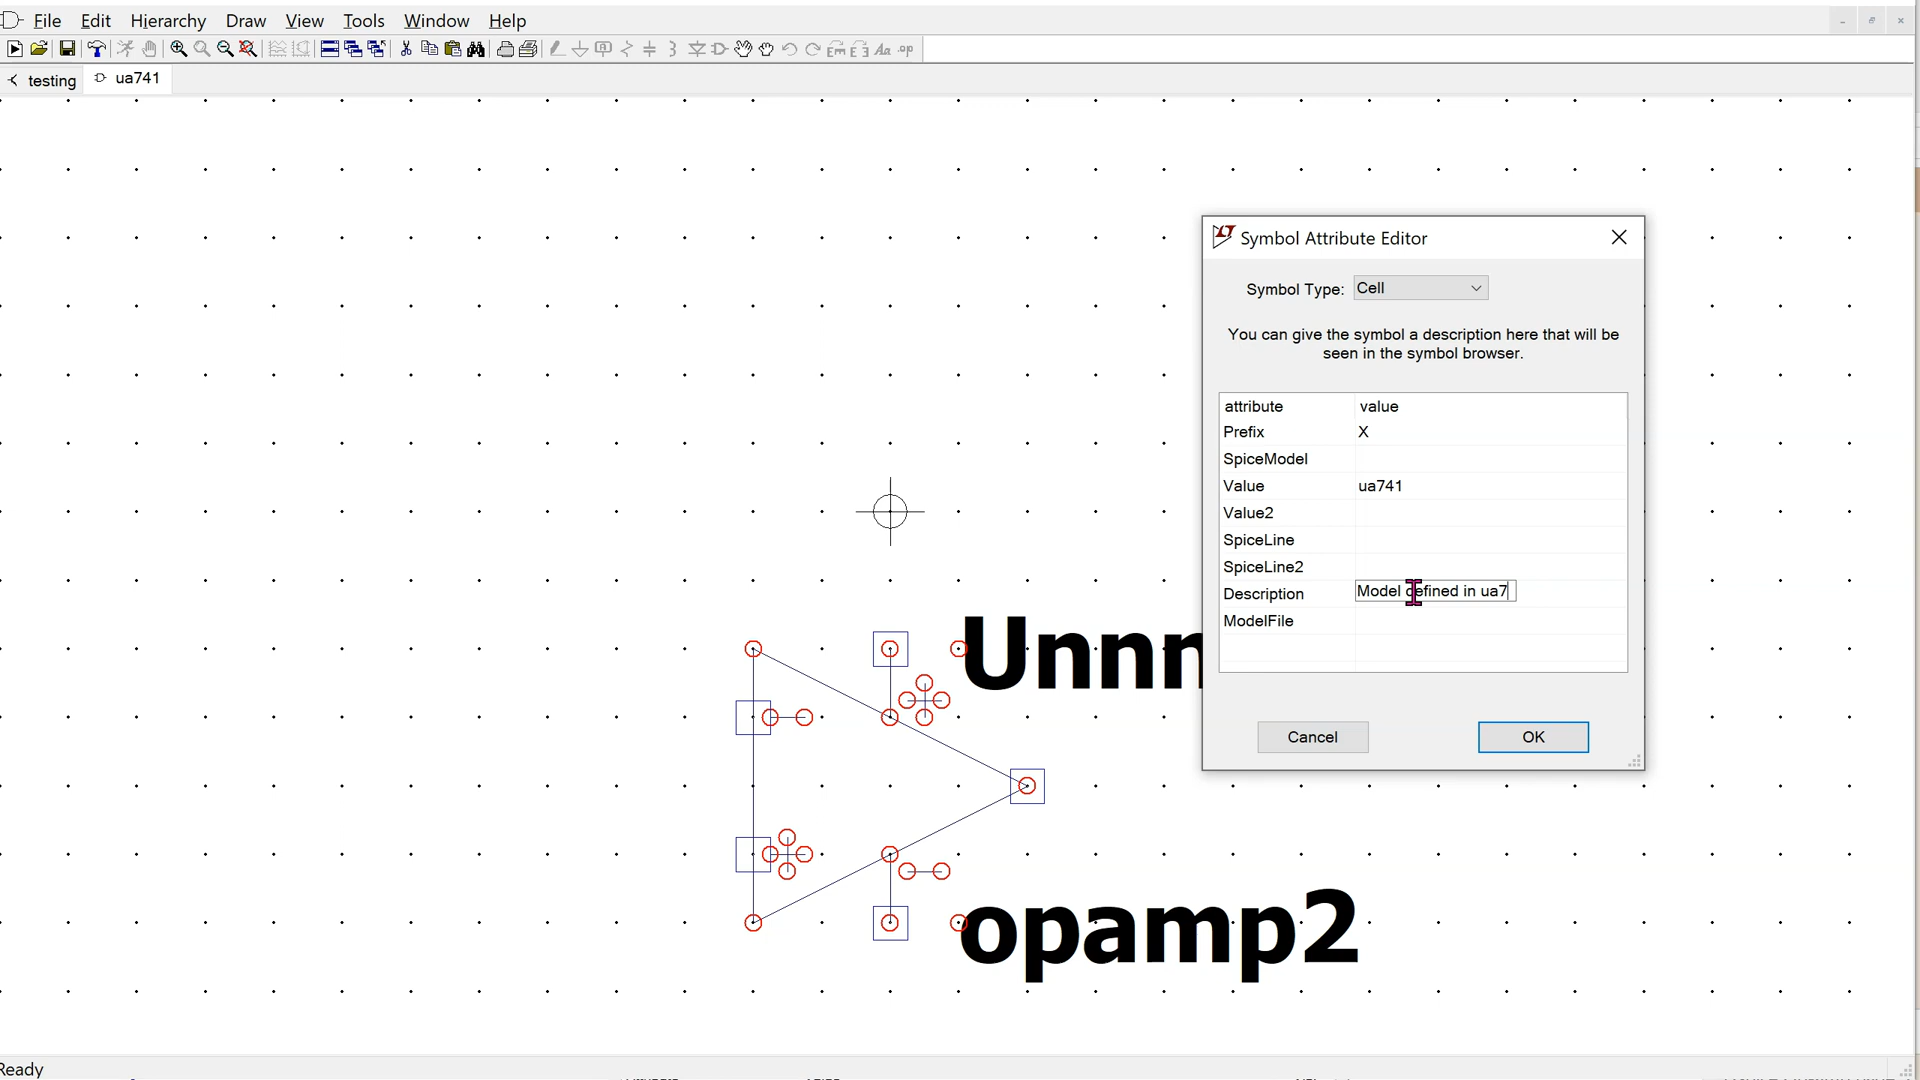 File Edit Hierarchy Draw View Tools Window Help
testing ua741
Symbol Attribute Editor
Symbol Type: Cell
You can give the symbol a description here that will be
seen in the symbol browser.
attribute value
Prefix X
SpiceModel
Value ua741
Value2
SpiceLine
SpiceLine2
Description Model defined in ua7
ModelFile
Cancel OK
opamp2
Ready